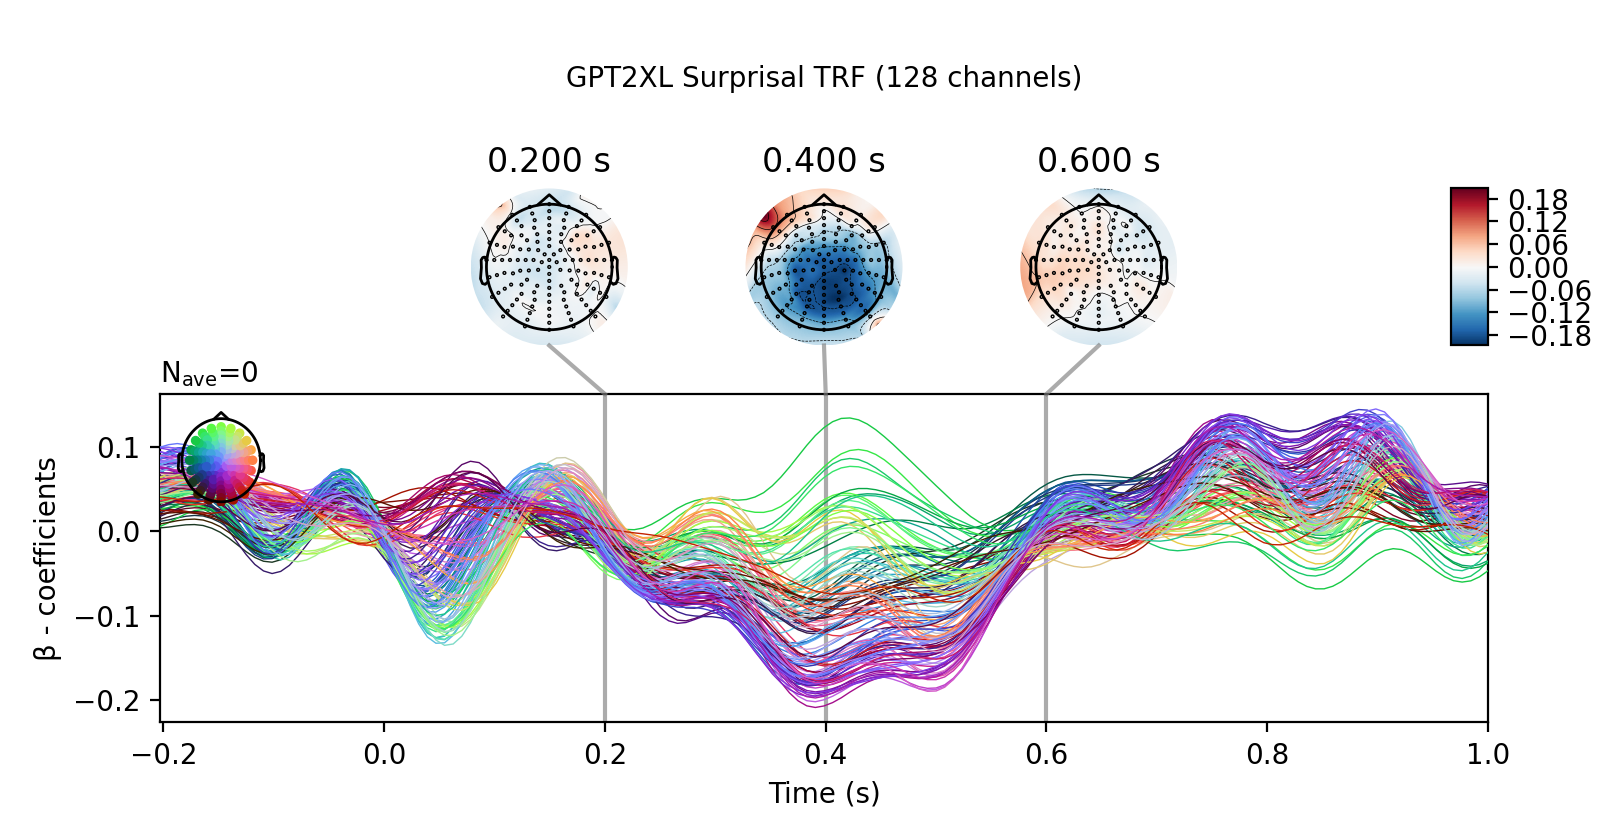 GPT2XL Surprisal TRF (128 channels)
0.200 s
0.400 s
0.600 s
0.18
0.12
0.06
0.00
−0.06
−0.12
−0.18
Nave=0
0.1
0.0
−0.1
−0.2
β - coefficients
−0.2
0.0
0.2
0.4
0.6
0.8
1.0
Time (s)